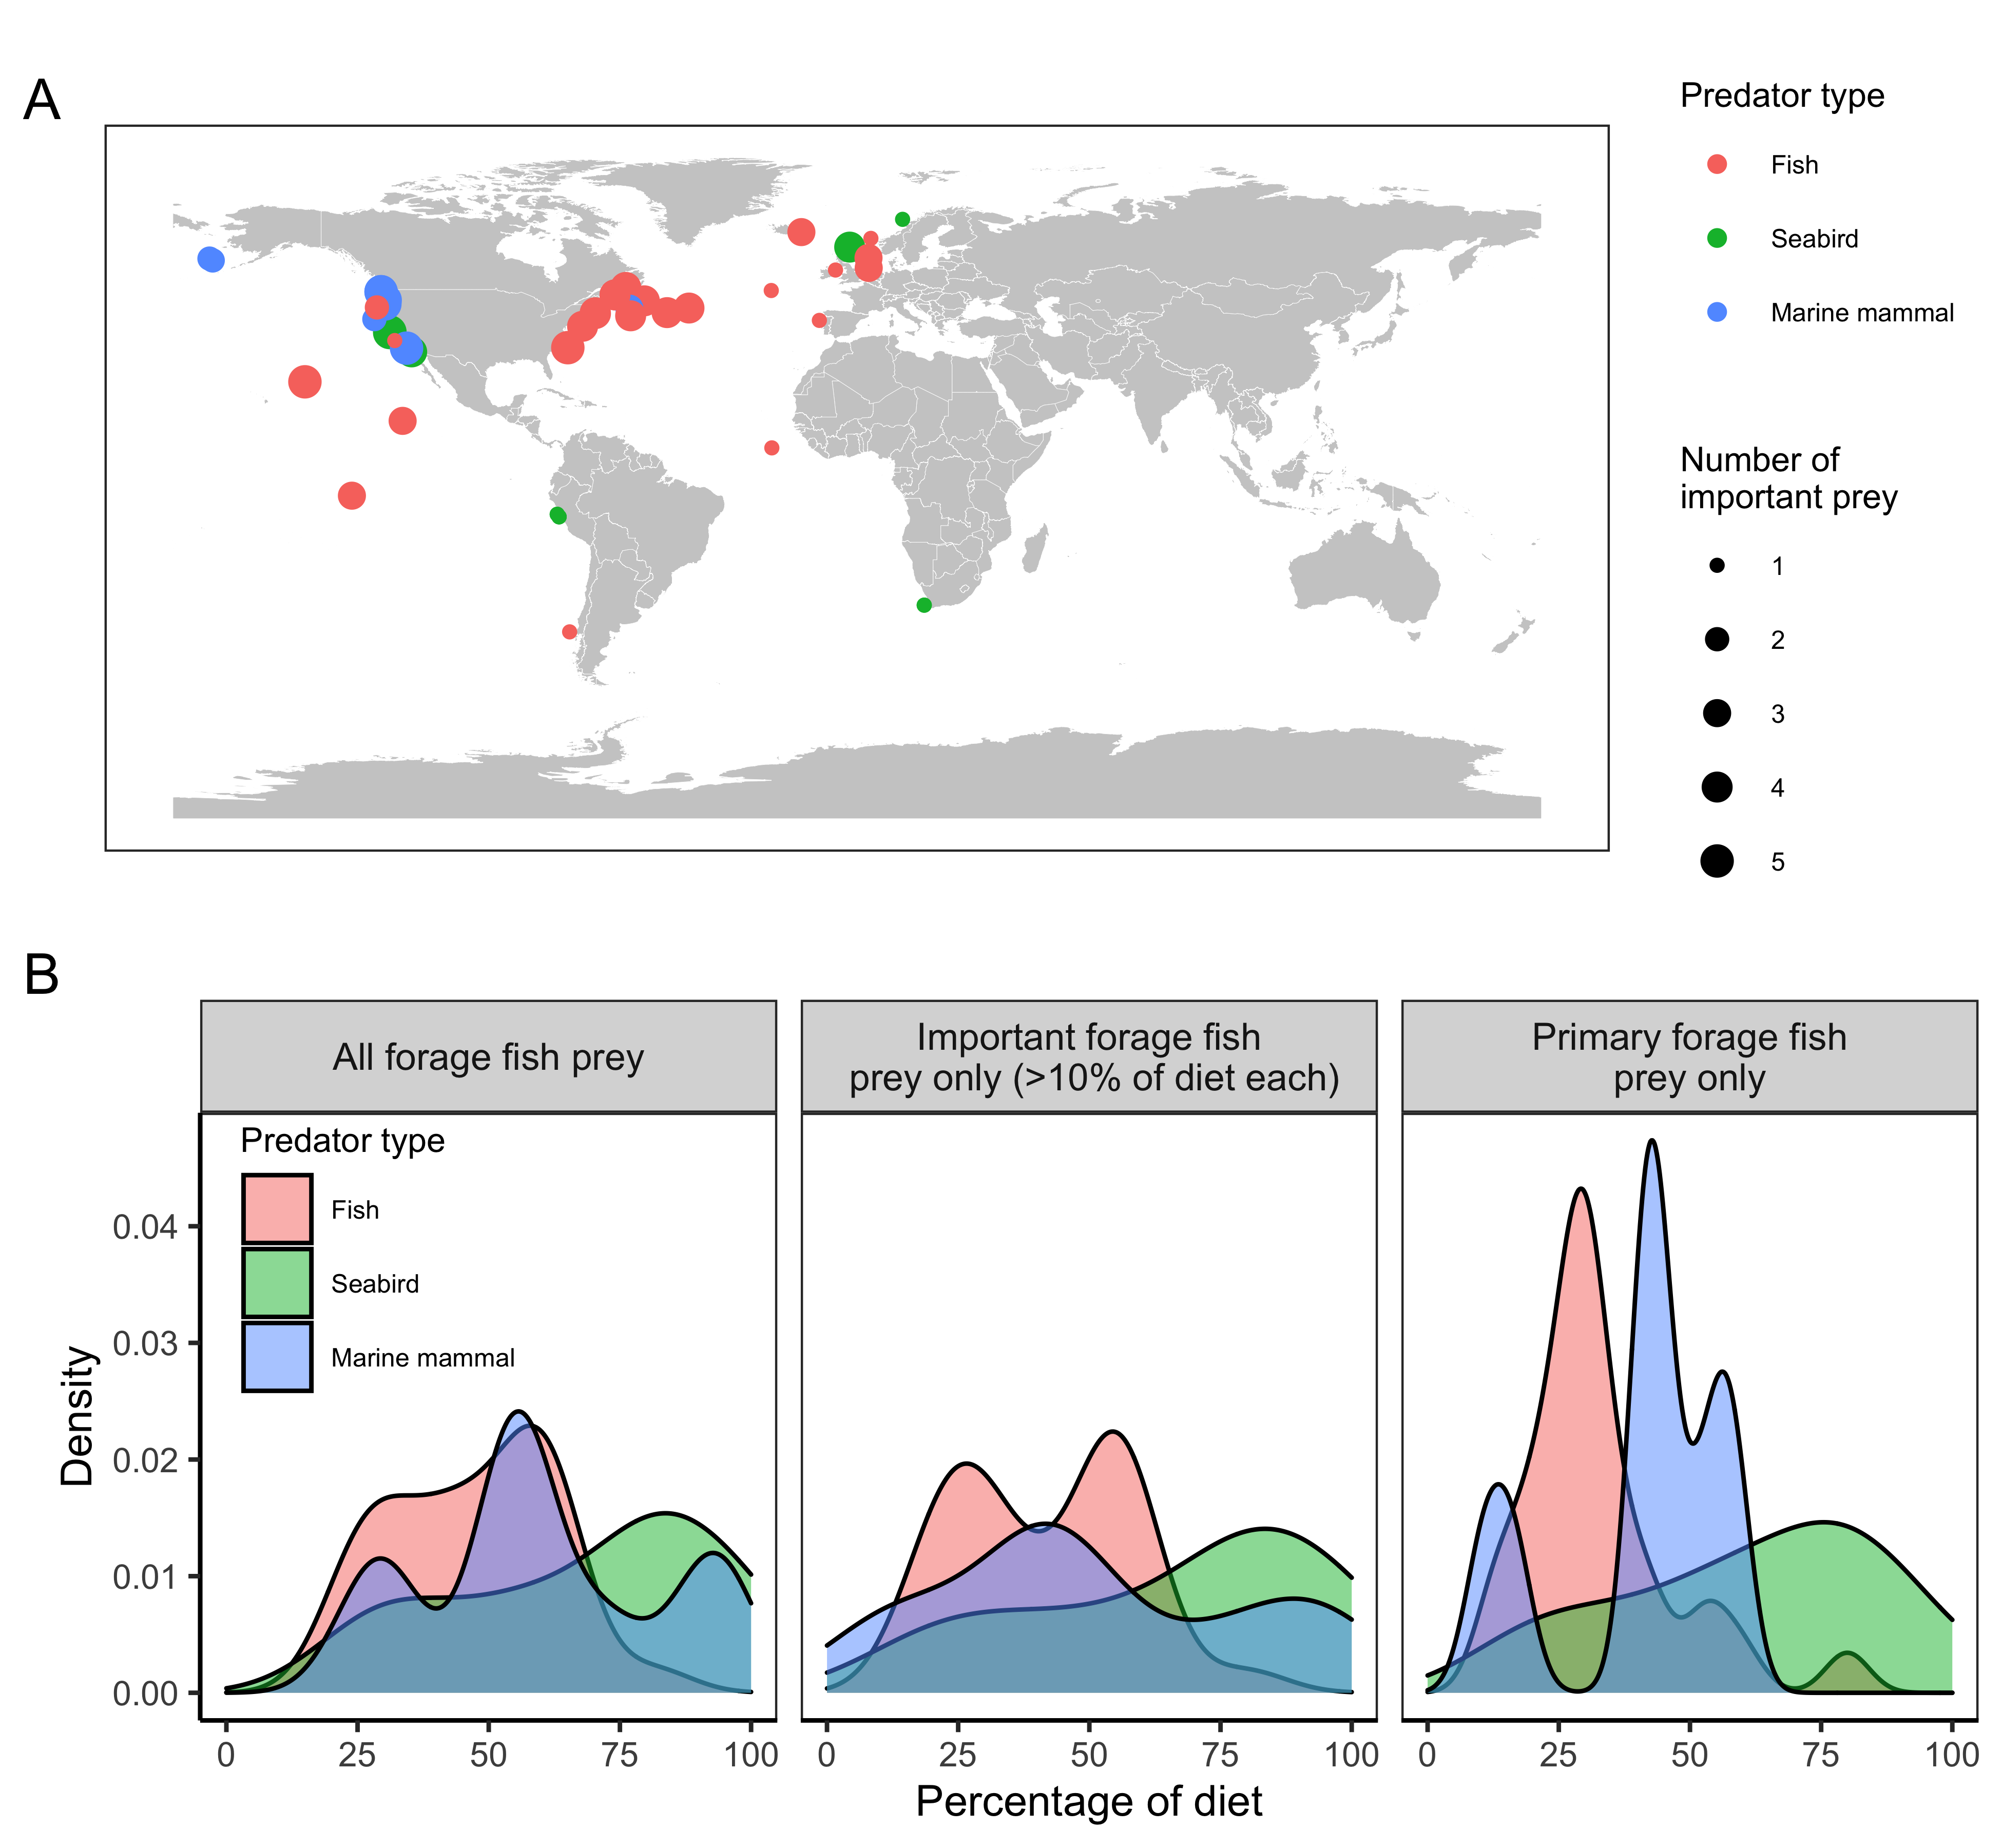 A
Predator type
Fish
Seabird
Marine mammal
Number of
important prey
1
2
3
4
5
B
All forage fish prey
Important forage fish
prey only (>10% of diet each)
Primary forage fish
prey only
Predator type
Fish
Seabird
Marine mammal
Density
0.04
0.03
0.02
0.01
0.00
0 25 50 75 100
0 25 50 75 100
0 25 50 75 100
Percentage of diet